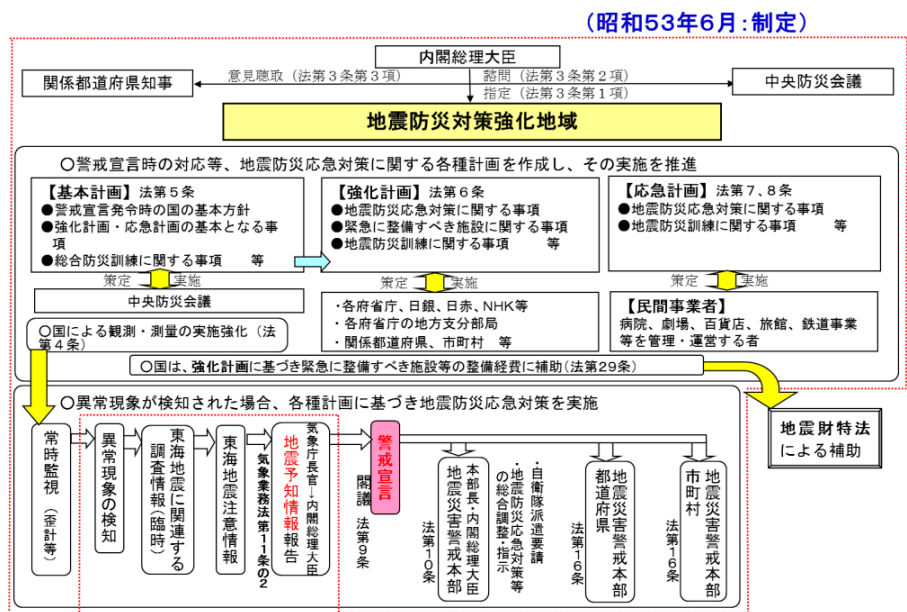 (昭和53年6月:制定)
内閣総理大臣
関係都道府県知事
意見聴取(法第3条第3項)
諮問(法第3条第2項)
指定(法第3条第1項)
中央防災会議
地震防災対策強化地域
○警戒宣言時の対応等、地震防災応急対策に関する各種計画を作成し、その実施を推進
【基本計画】法第5条
●警戒宣言発令時の国の基本方針
●強化計画・応急計画の基本となる事
項
●総合防災訓練に関する事項 等
策定
実施
中央防災会議
【強化計画】法第6条
●地震防災応急対策に関する事項
●緊急に整備すべき施設に関する事項
●地震防災訓練に関する事項 等
策定
実施
・各府省庁、日銀、日赤、NHK等
・各府省庁の地方支分部局
・関係都道府県、市町村 等
【応急計画】法第7、8条
●地震防災応急対策に関する事項
●地震防災訓練に関する事項 等
策定
実施
【民間事業者】
病院、劇場、百貨店、旅館、鉄道事業
等を管理・運営する者
○国による観測・測量の実施強化(法
第4条)
○国は、強化計画に基づき緊急に整備すべき施設等の整備経費に補助(法第29条)
地震財特法
による補助
○異常現象が検知された場合、各種計画に基づき地震防災応急対策を実施
常時監視(歪計等)
異常現象の検知
東海地震に関連する
調査情報(臨時)
東海地震注意情報
気象業務法第11条の2
気象庁長官→内閣総理大臣
地震予知情報報告
警戒宣言
閣議 法第9条
本部長・内閣総理大臣
地震災害警戒本部
法第10条
・自衛隊派遣要請
・地震防災応急対策等
の総合調整・指示
地震災害警戒本部
都道府県
法第16条
地震災害警戒本部
市町村
法第16条